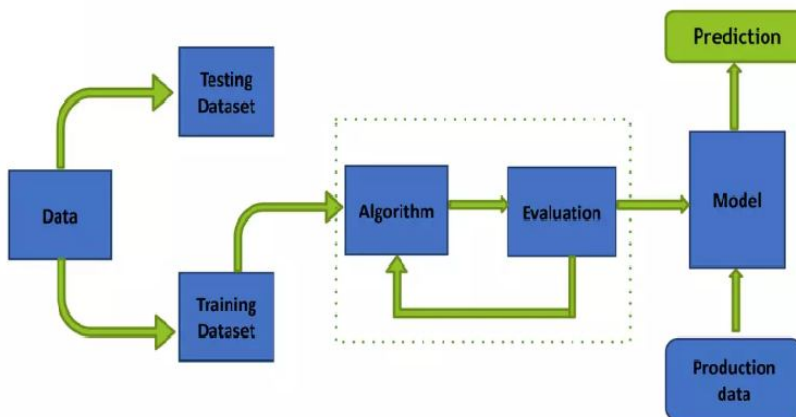 Testing
Dataset
Prediction
Data
Algorithm
Evaluation
Model
Training
Dataset
Production
data